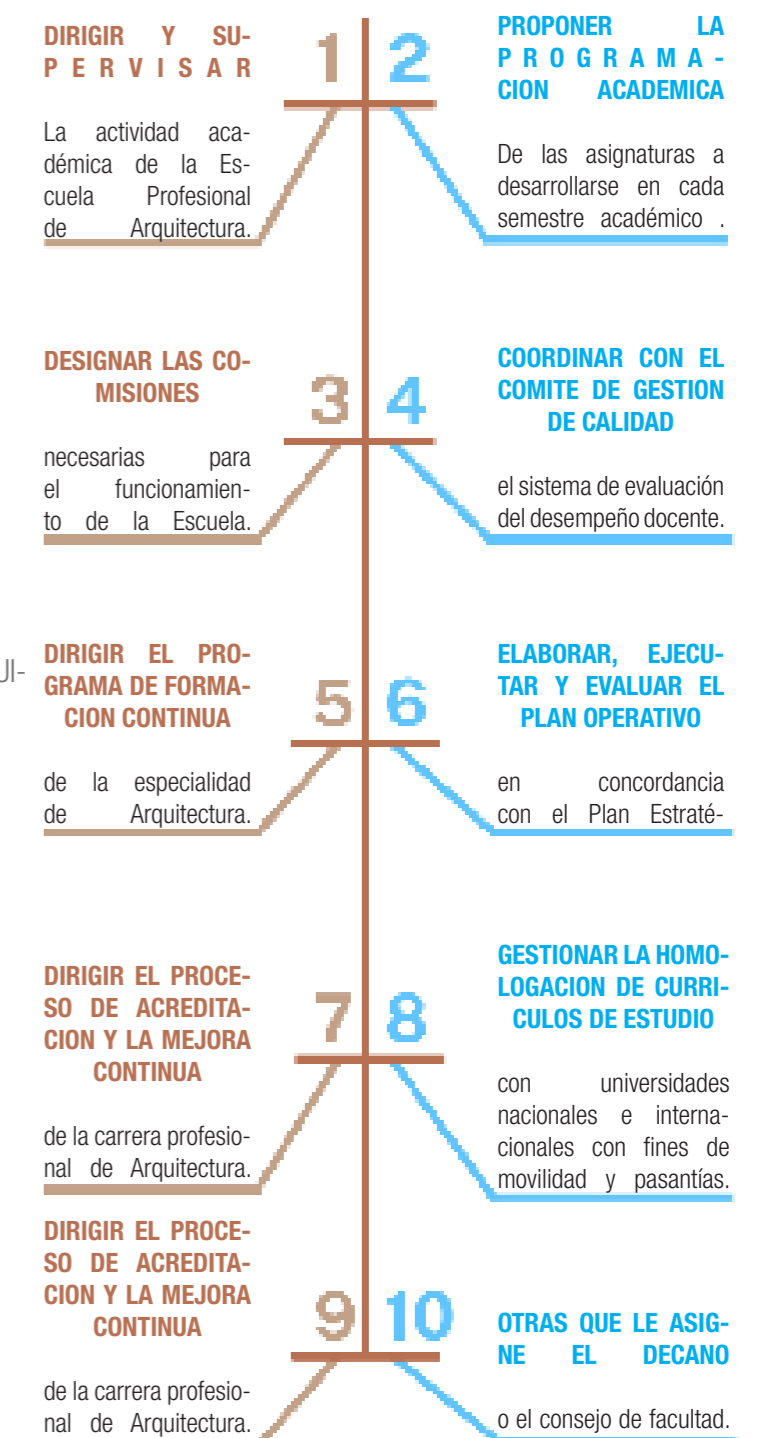 DIRIGIR Y SU-
PERVISAR
1
La actividad aca-
démica de la Es-
cuela Profesional
de Arquitectura.
2
PROPONER LA
PROGRAMA-
CION ACADEMICA
De las asignaturas a
desarrollarse en cada
semestre académico .
DESIGNAR LAS CO-
MISIONES
3
necesarias para
el funcionamien-
to de la Escuela.
4
COORDINAR CON EL
COMITE DE GESTION
DE CALIDAD
el sistema de evaluación
del desempeño docente.
UI-
DIRIGIR EL PRO-
GRAMA DE FORMA-
CION CONTINUA
5
de la especialidad
de Arquitectura.
6
ELABORAR, EJECU-
TAR Y EVALUAR EL
PLAN OPERATIVO
en concordancia
con el Plan Estraté-
DIRIGIR EL PROCE-
SO DE ACREDITA-
CION Y LA MEJORA
CONTINUA
7
de la carrera profesio-
nal de Arquitectura.
8
GESTIONAR LA HOMO-
LOGACION DE CURRI-
CULOS DE ESTUDIO
con universidades
nacionales e interna-
cionales con fines de
movilidad y pasantías.
DIRIGIR EL PROCE-
SO DE ACREDITA-
CION Y LA MEJORA
CONTINUA
9
de la carrera profesio-
nal de Arquitectura.
10
OTRAS QUE LE ASIG-
NE EL DECANO
o el consejo de facultad.